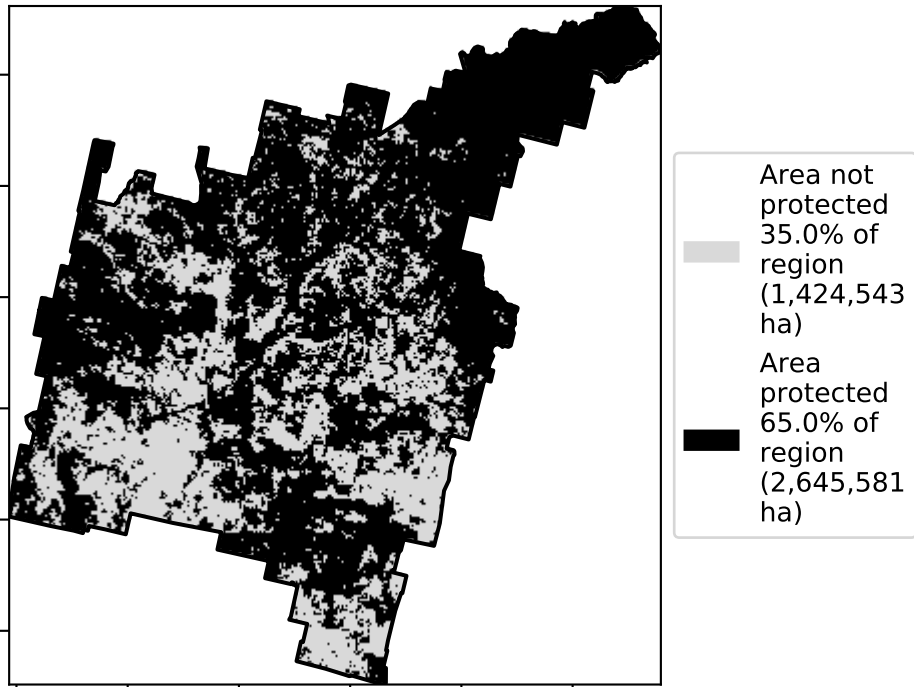 Area not
protected
35.0% of
region
(1,424,543
ha)
Area
protected
65.0% of
region
(2,645,581
ha)